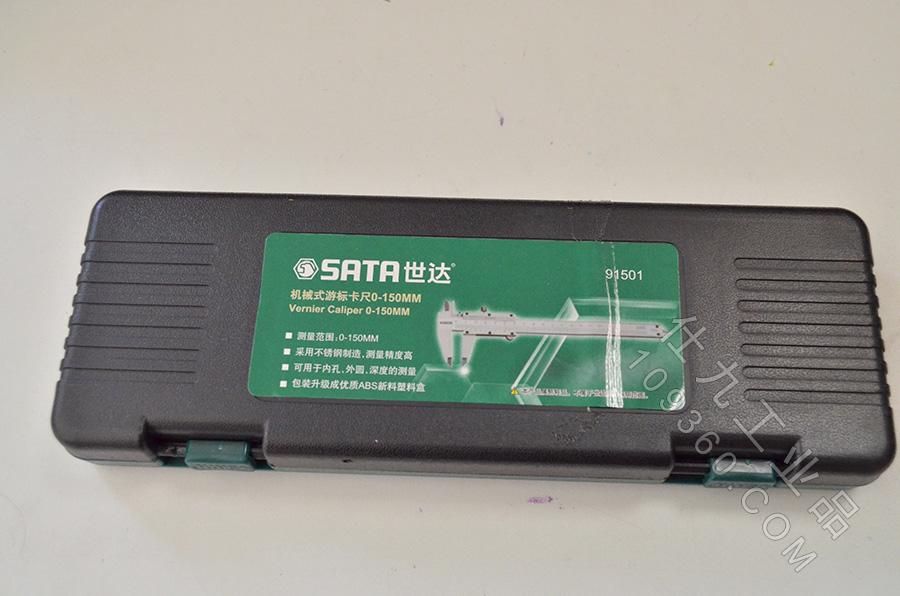 SATA世达®
91501
机械式游标卡尺0-150MM
Vernier Caliper 0-150MM
■ 测量范围:0-150MM
■ 采用不锈钢制造,测量精度高
■ 可用于内孔、外圆、深度的测量
■ 包装升级成优质ABS新料塑料盒
仕九工业品
109360.COM